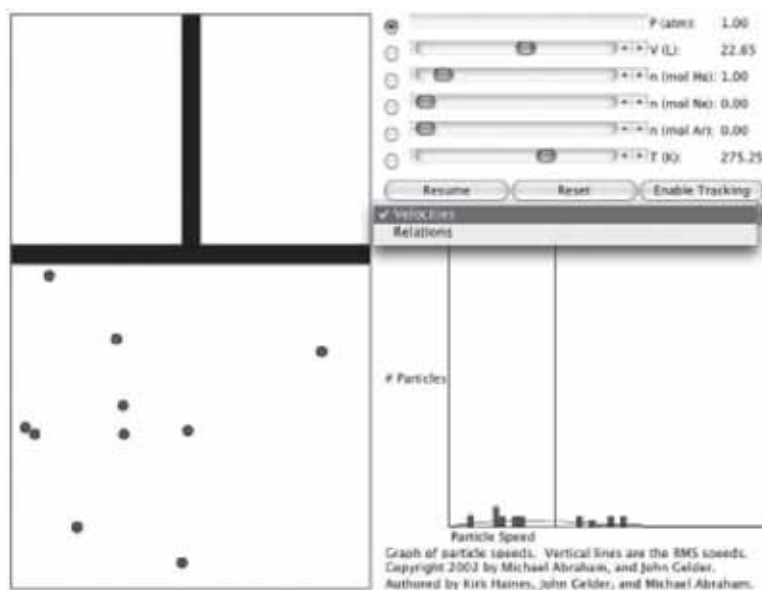 P (atm): 1.00
V (L): 22.65
n (mol He): 1.00
n (mol Ne): 0.00
n (mol Ar): 0.00
T (K): 275.25
Resume Reset Enable Tracking
✓ Velocities
Relations
# Particles
Particle Speed
Graph of particle speeds. Vertical lines are the RMS speeds.
Copyright 2002 by Michael Abraham, and John Gelder.
Authored by Kirk Haines, John Gelder, and Michael Abraham.